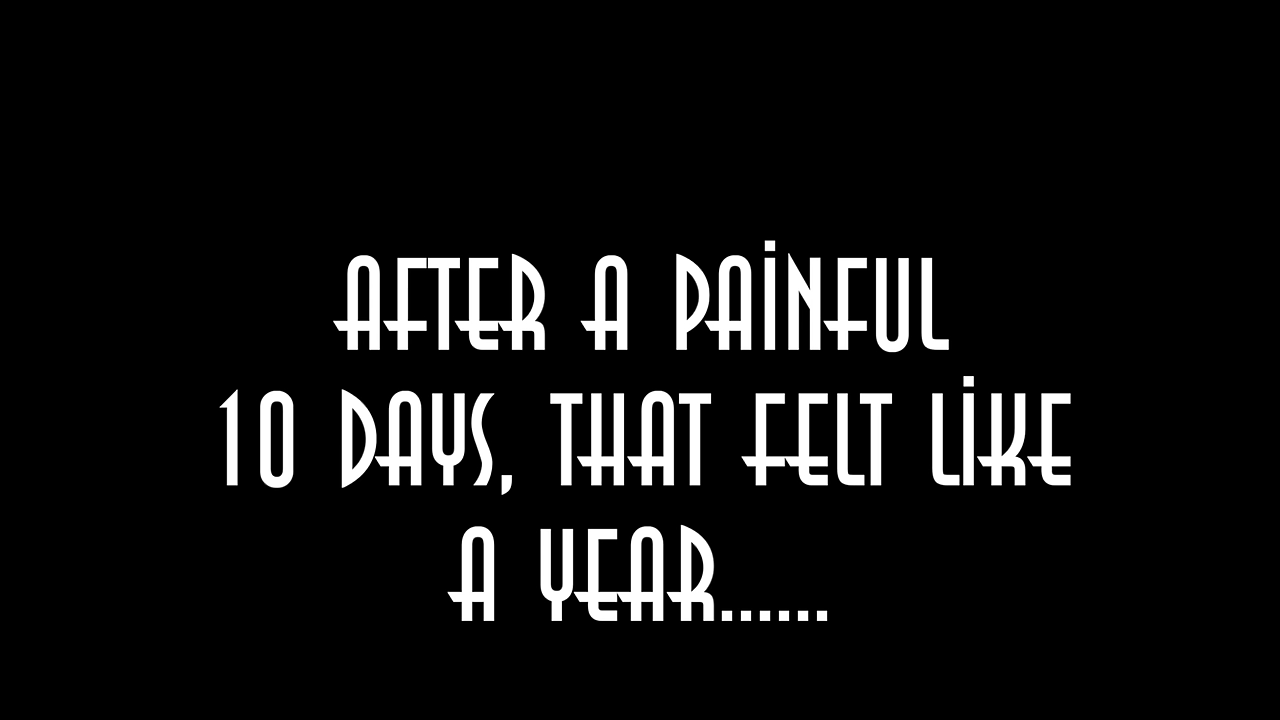 AFTER A PAINFUL
10 DAYS, THAT FELT LIKE
A YEAR......